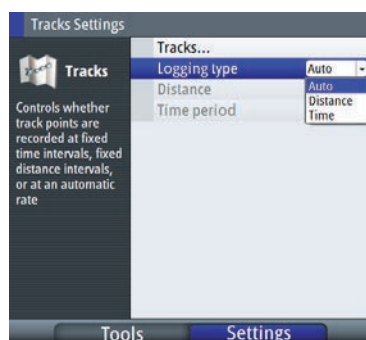 Tracks Settings
Tracks
Controls whether
track points are
recorded at fixed
time intervals, fixed
distance intervals,
or at an automatic
rate
Tracks...
Logging type
Auto
Auto
Distance
Time
Distance
Time period
Tools
Settings